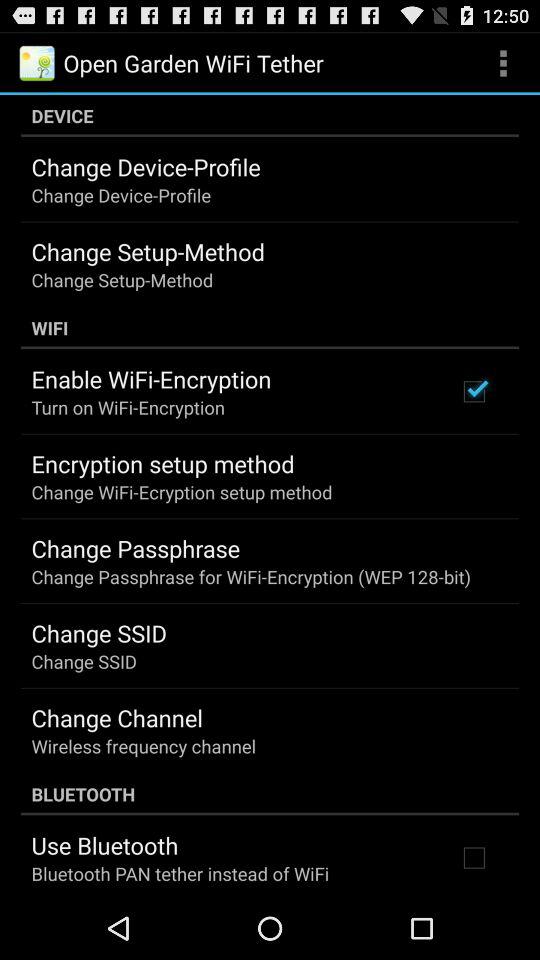 12:50
Open Garden WiFi Tether
DEVICE
Change Device-Profile
Change Device-Profile
Change Setup-Method
Change Setup-Method
WIFI
Enable WiFi-Encryption
Turn on WiFi-Encryption
Encryption setup method
Change WiFi-Ecryption setup method
Change Passphrase
Change Passphrase for WiFi-Encryption (WEP 128-bit)
Change SSID
Change SSID
Change Channel
Wireless frequency channel
BLUETOOTH
Use Bluetooth
Bluetooth PAN tether instead of WiFi